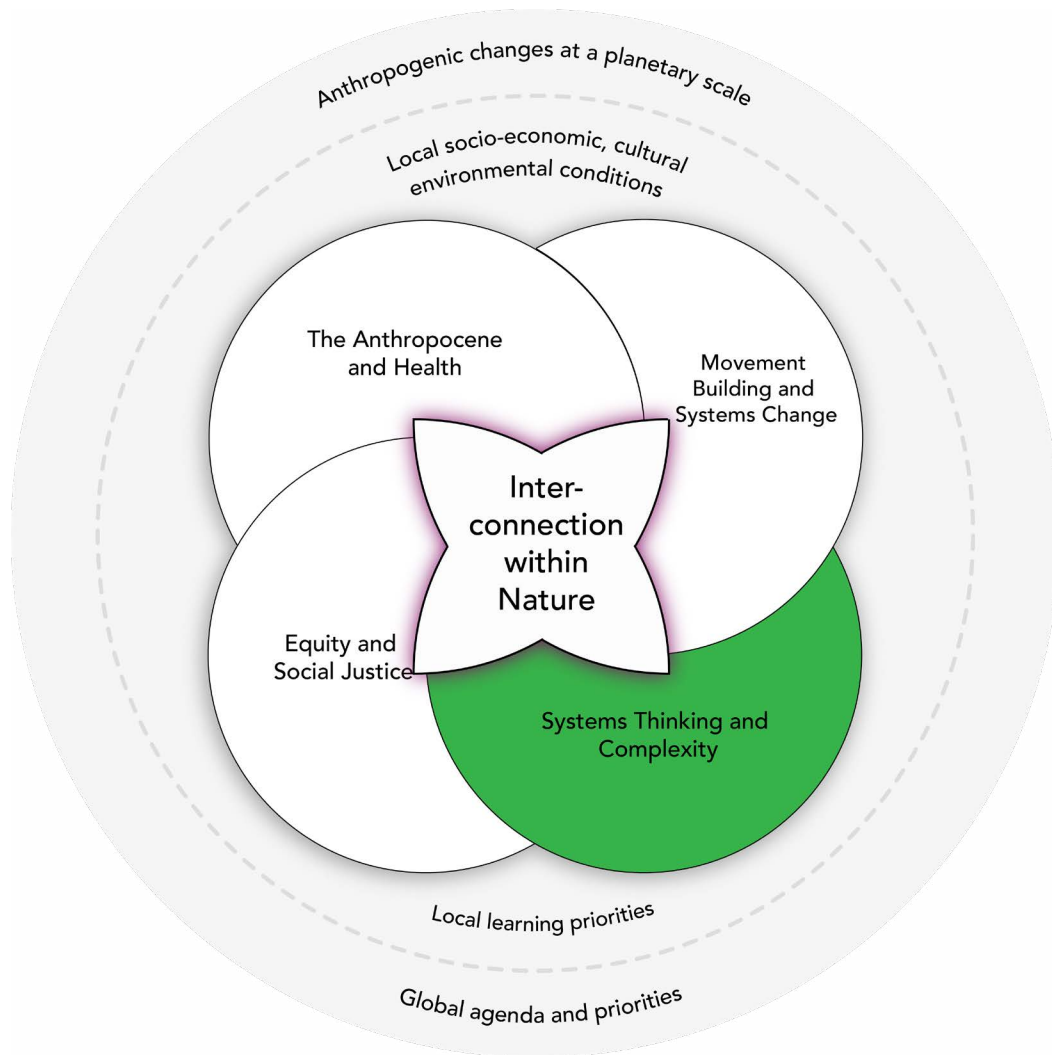 Anthropogenic changes at a planetary scale
Local socio-economic, cultural
environmental conditions
The Anthropocene
and Health
Movement
Building and
Systems Change
Inter-
connection
within
Nature
Equity and
Social Justice
Systems Thinking and
Complexity
Local learning priorities
Global agenda and priorities